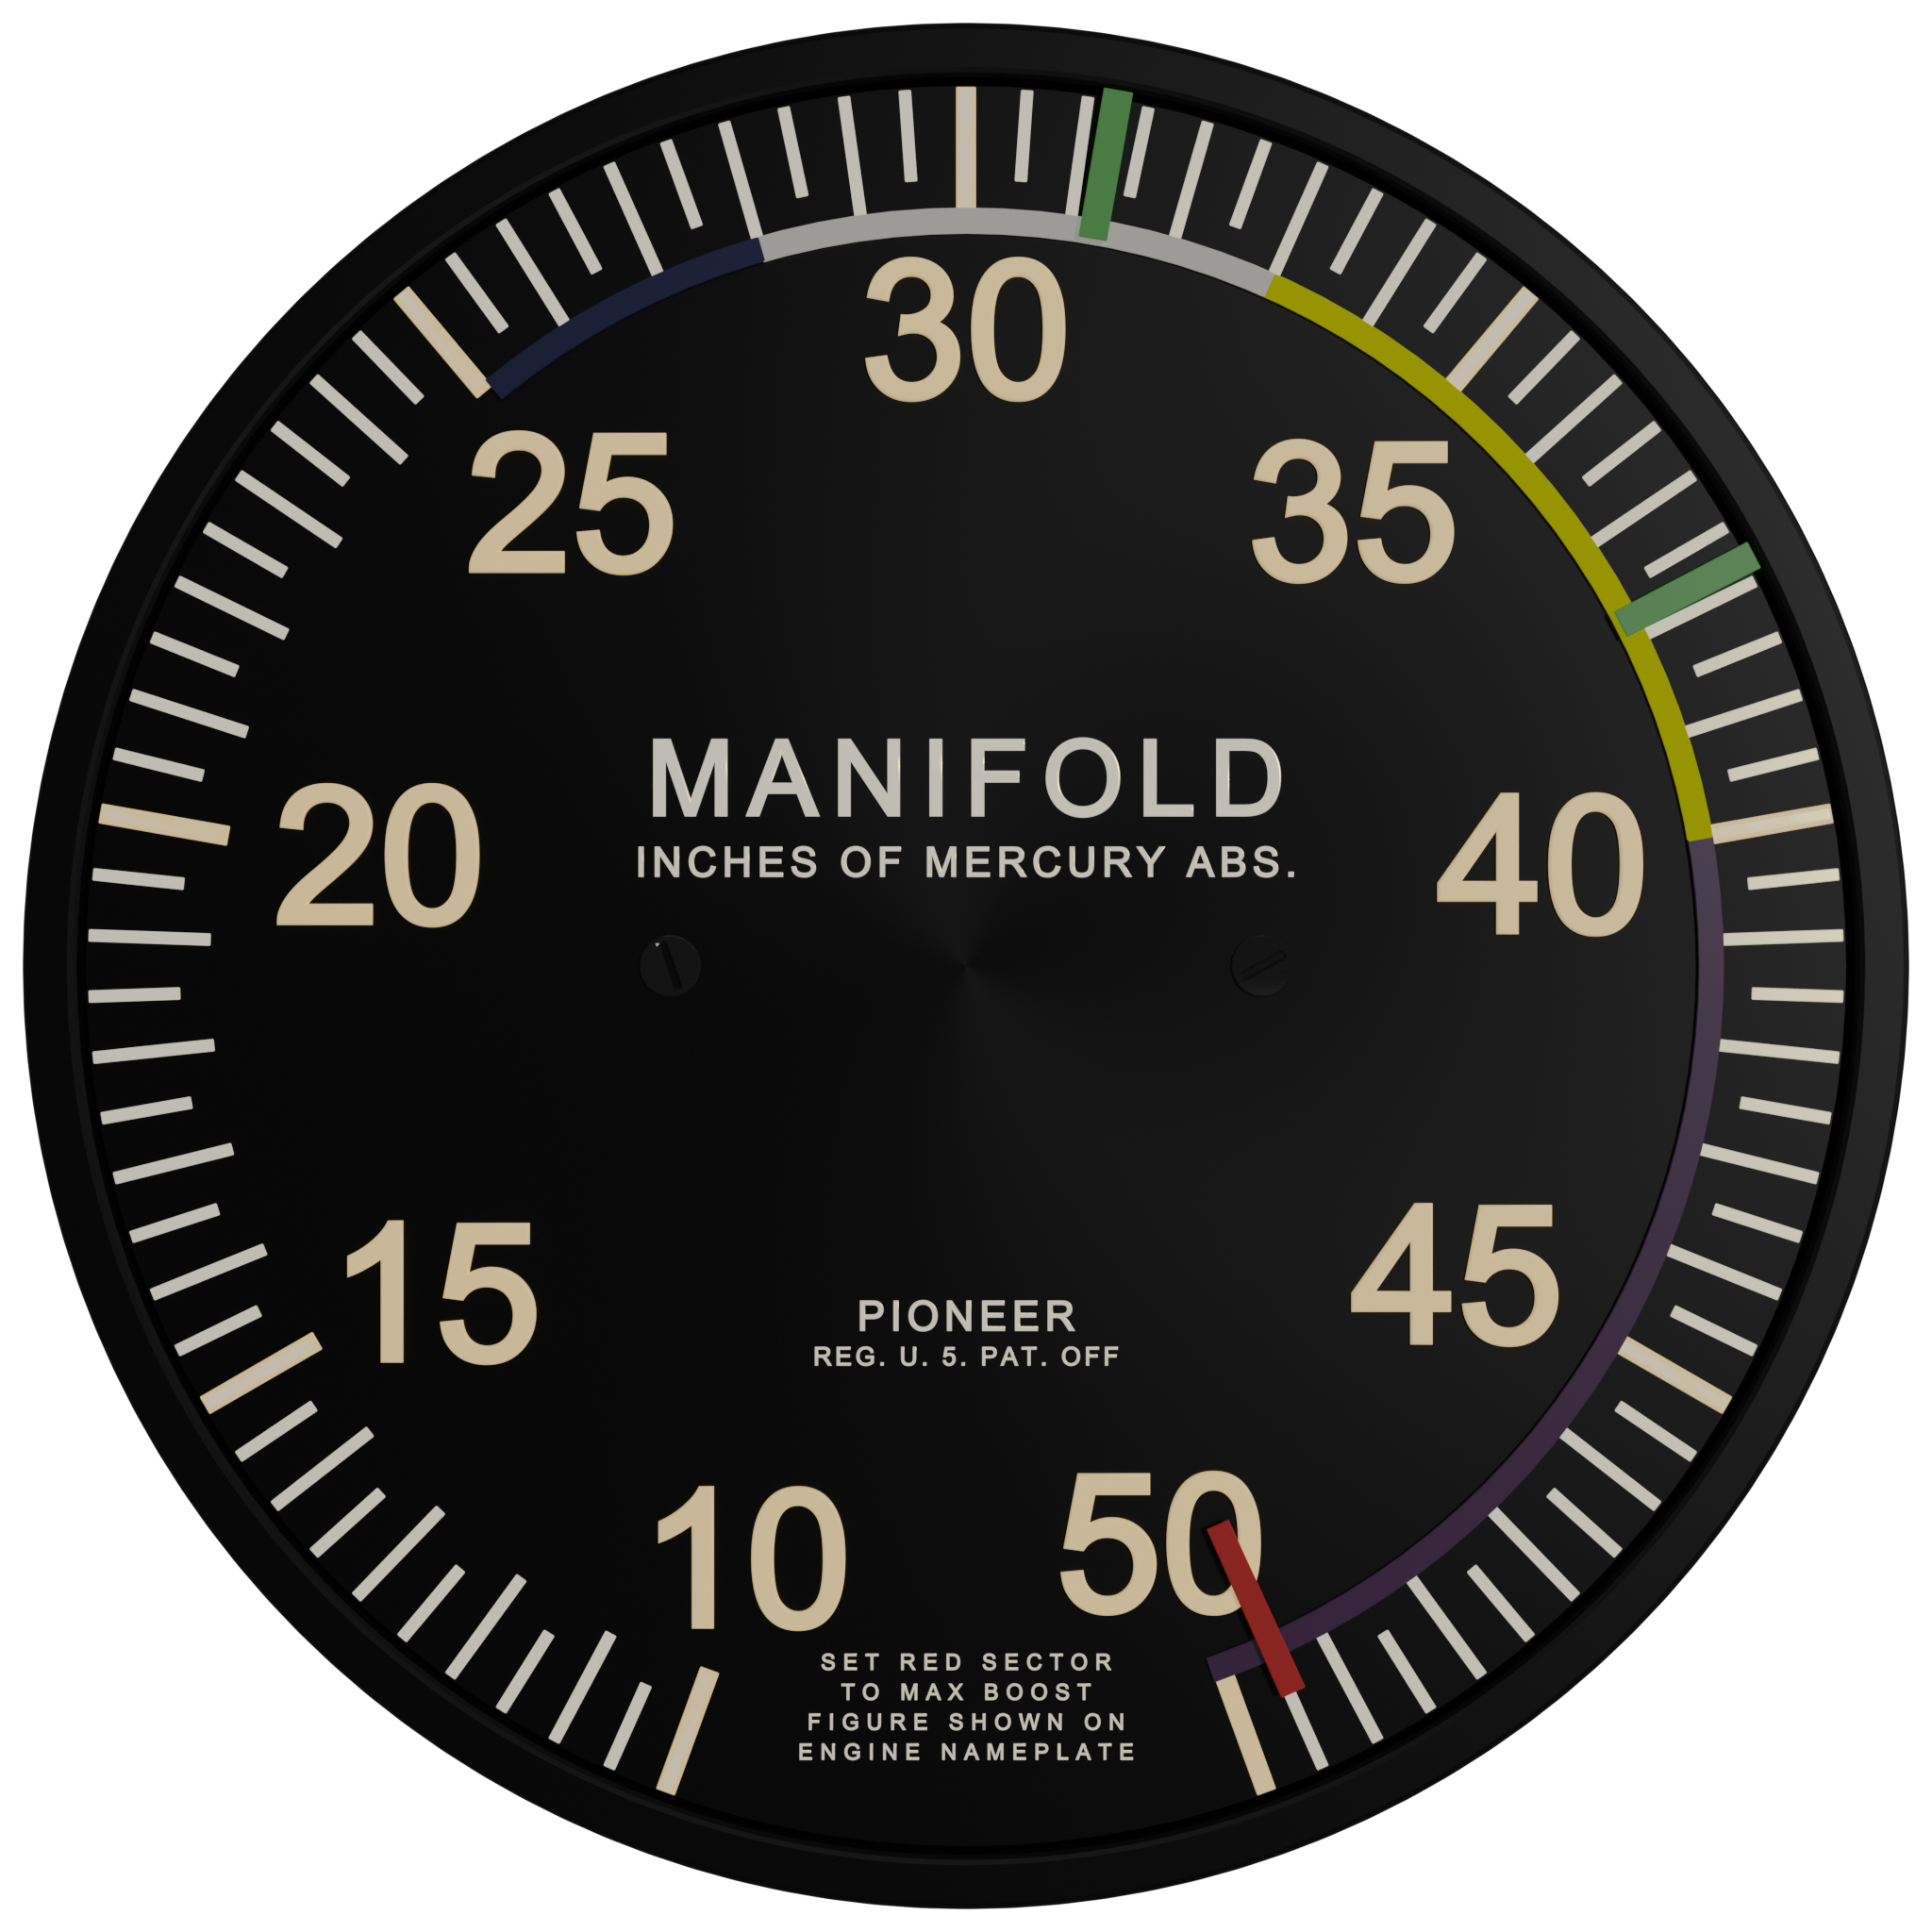 30
25 35
MANIFOLD
20 40
INCHES OF MERCURY ABS.
15 45
PIONEER
REG. U. 5. PAT. OFF
10 50
SET RED SECTOR
TO MAX BOOST
FIGURE SHOWN ON
ENGINE NAMEPLATE